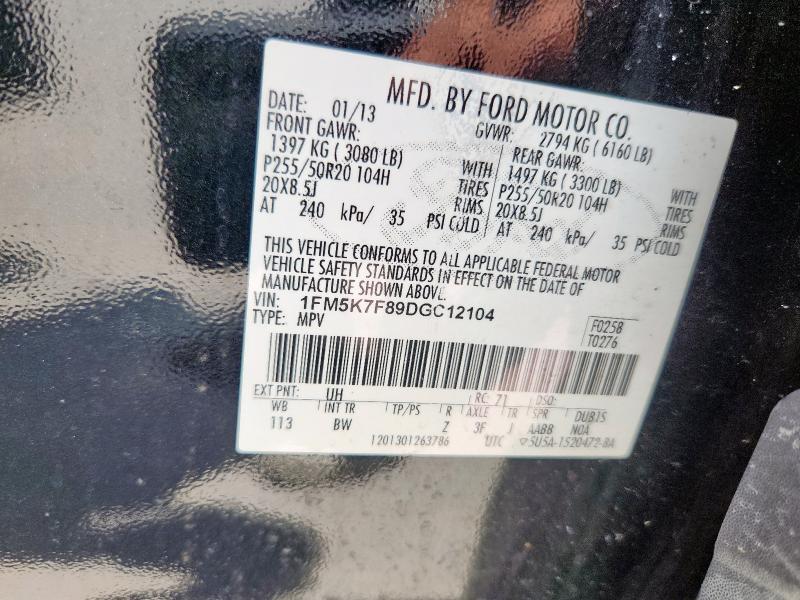 MFD. BY FORD MOTOR CO.
DATE: 01/13 GVWR: 2794 KG ( 6160 LB)
FRONT GAWR: REAR GAWR:
1397 KG ( 3080 LB) WITH 1497 KG ( 3300 LB) WITH
P255/50R20 104H TIRES P255/50R20 104H TIRES
20X8.5J RIMS 20X8.5J RIMS
AT 240 kPa/ 35 PSI COLD AT 240 kPa/ 35 PSI COLD
THIS VEHICLE CONFORMS TO ALL APPLICABLE FEDERAL MOTOR
VEHICLE SAFETY STANDARDS IN EFFECT ON THE DATE OF
MANUFACTURE SHOWN ABOVE.
VIN: 1FM5K7F89DGC12104
TYPE: MPV
F0258
T0276
EXT PNT: UH RC: 71 DSO:
WB INT TR TP/PS R AXLE TR SPR DUB15
113 BW Z 3F J AABB NOA
1201301263786 UTC ▽5U5A-1520472-BA